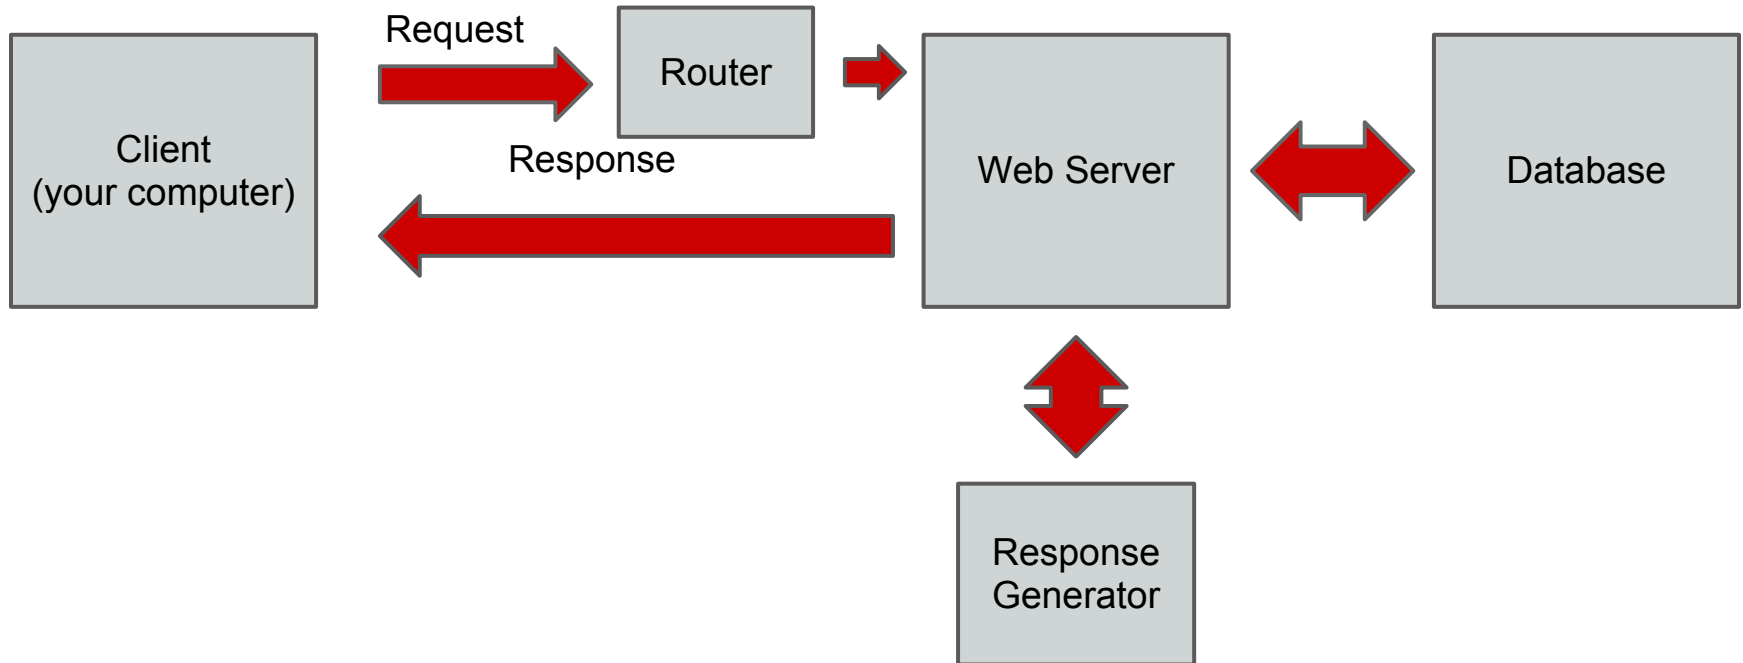 Request
Router
Client
(your computer)
Response
Web Server
Database
Response
Generator